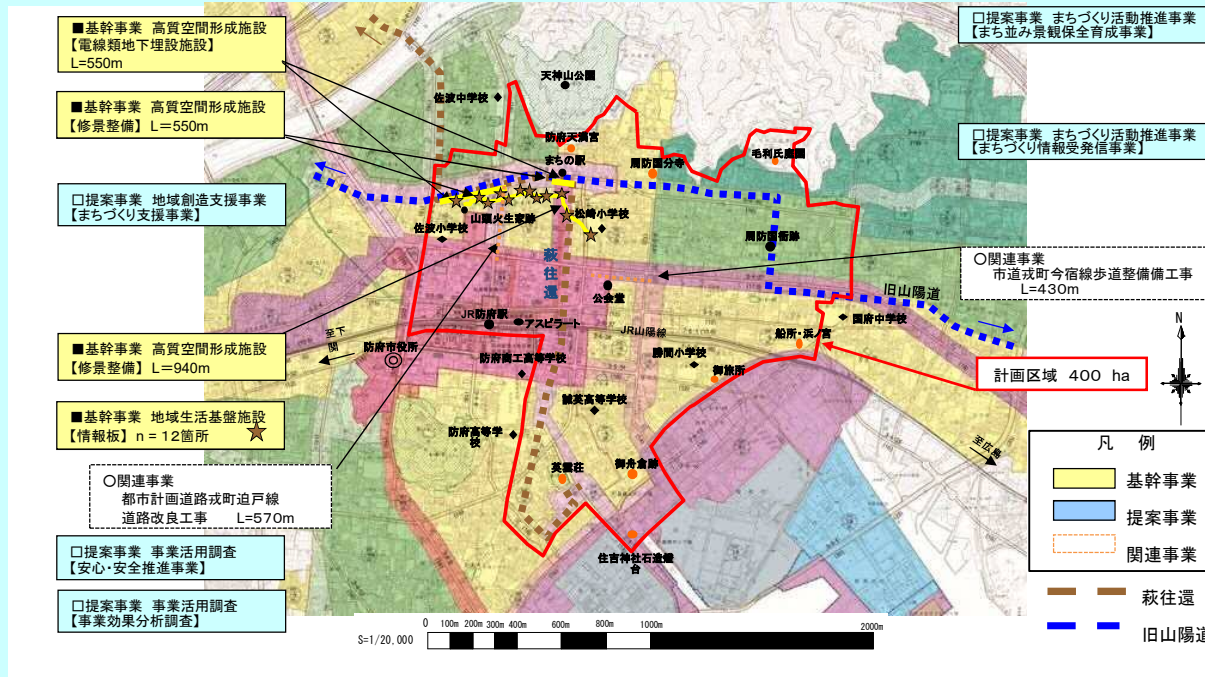 ■基幹事業 高質空間形成施設
【電線類地下埋設施設】
L=550m
■基幹事業 高質空間形成施設
【修景整備】 L=550m
□提案事業 地域創造支援事業
【まちづくり支援事業】
■基幹事業 高質空間形成施設
【修景整備】 L=940m
■基幹事業 地域生活基盤施設
【情報板】 n = 12箇所
○関連事業
都市計画道路戎町迫戸線
道路改良工事 L=570m
□提案事業 事業活用調査
【安心・安全推進事業】
□提案事業 事業活用調査
【事業効果分析調査】
天神山公園
佐波中学校
防府天満宮
まちの駅
周防国分寺
毛利氏庭園
山頭火生家跡
松崎小学校
佐波小学校
周防国衙跡
萩往還
公会堂
旧山陽道
JR防府駅
アスピラート
JR山陽線
国府中学校
船所・浜ノ宮
至下
関
防府市役所
防府商工高等学校
勝間小学校
御旅所
誠英高等学校
防府高等学
校
至広島
英雲荘
御舟倉跡
住吉神社石造燈
台
□提案事業 まちづくり活動推進事業
【まち並み景観保全育成事業】
□提案事業 まちづくり活動推進事業
【まちづくり情報受発信事業】
○関連事業
市道戎町今宿線歩道整備備工事
L=430m
計画区域 400 ha
N
凡 例
基幹事業
提案事業
関連事業
萩往還
旧山陽道
S=1/20,000
0 100m 200m 300m 400m 600m 800m 1000m 2000m